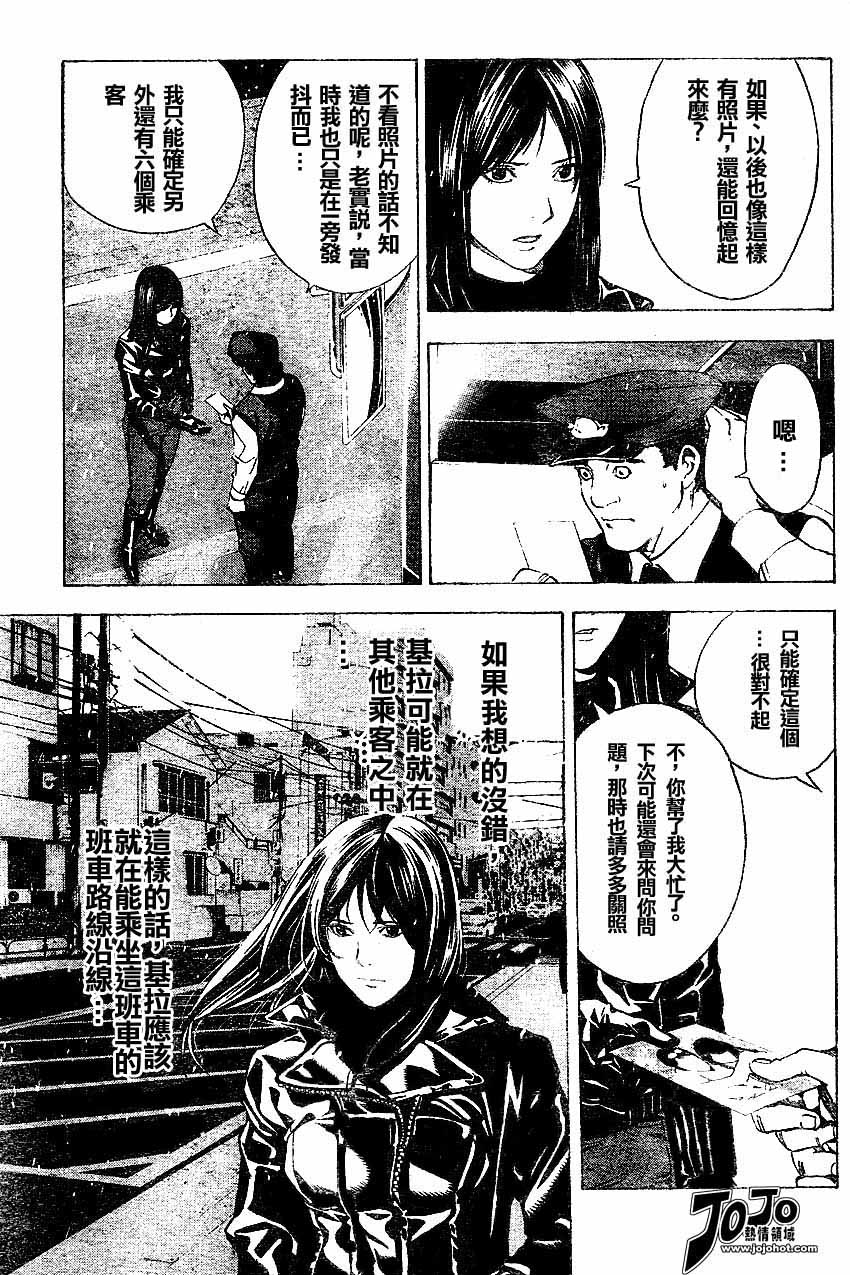 如果、以後也像這樣
有照片，還能回憶起
來麼？
不看照片的話不知
道的呢，老實說，當
時我也只是在一旁發
抖而已…
我只能確定另
外還有六個乘
客
嗯…
只能確定這個
…很對不起
不，你幫了我大忙了。
下次可能還會來問你問
題，那時也請多多關照
如果我想的沒錯，
基拉可能就在
其他乘客之中
……
這樣的話，基拉應該
就在能乘坐這班車的
班車路線沿線…
JOJO
熱情領域
www.jojohot.com